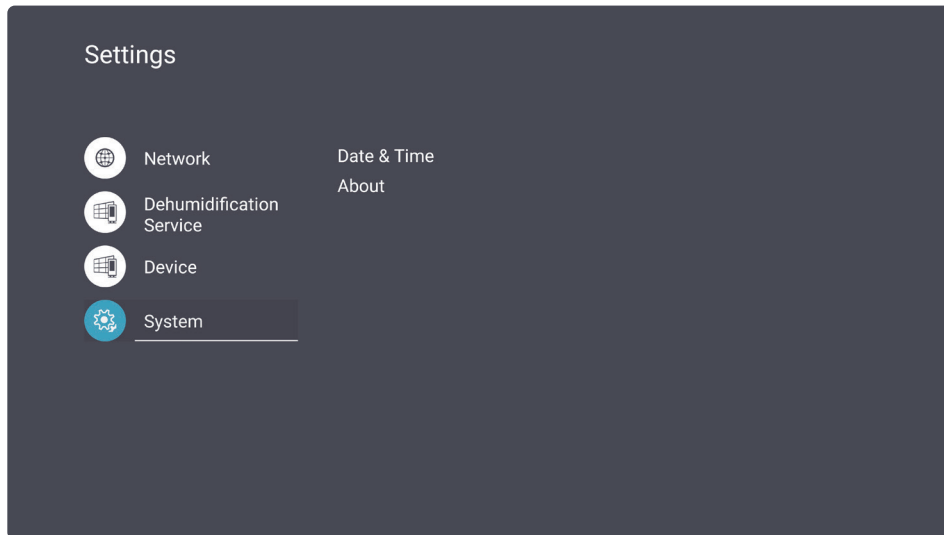 Settings
Network
Dehumidification
Service
Device
System
Date & Time
About